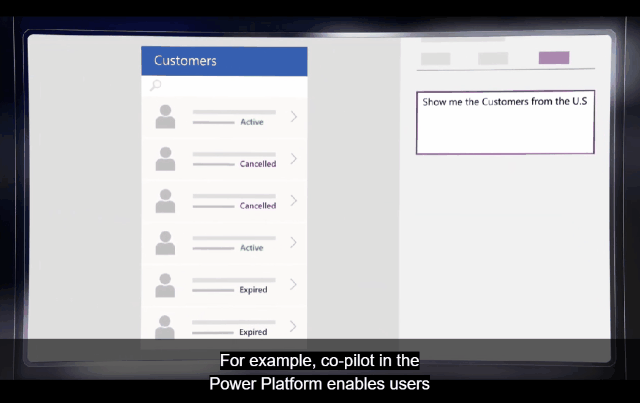 Customers
Active
Cancelled
Cancelled
Active
Expired
Expired
Show me the Customers from the U.S
For example, co-pilot in the
Power Platform enables users